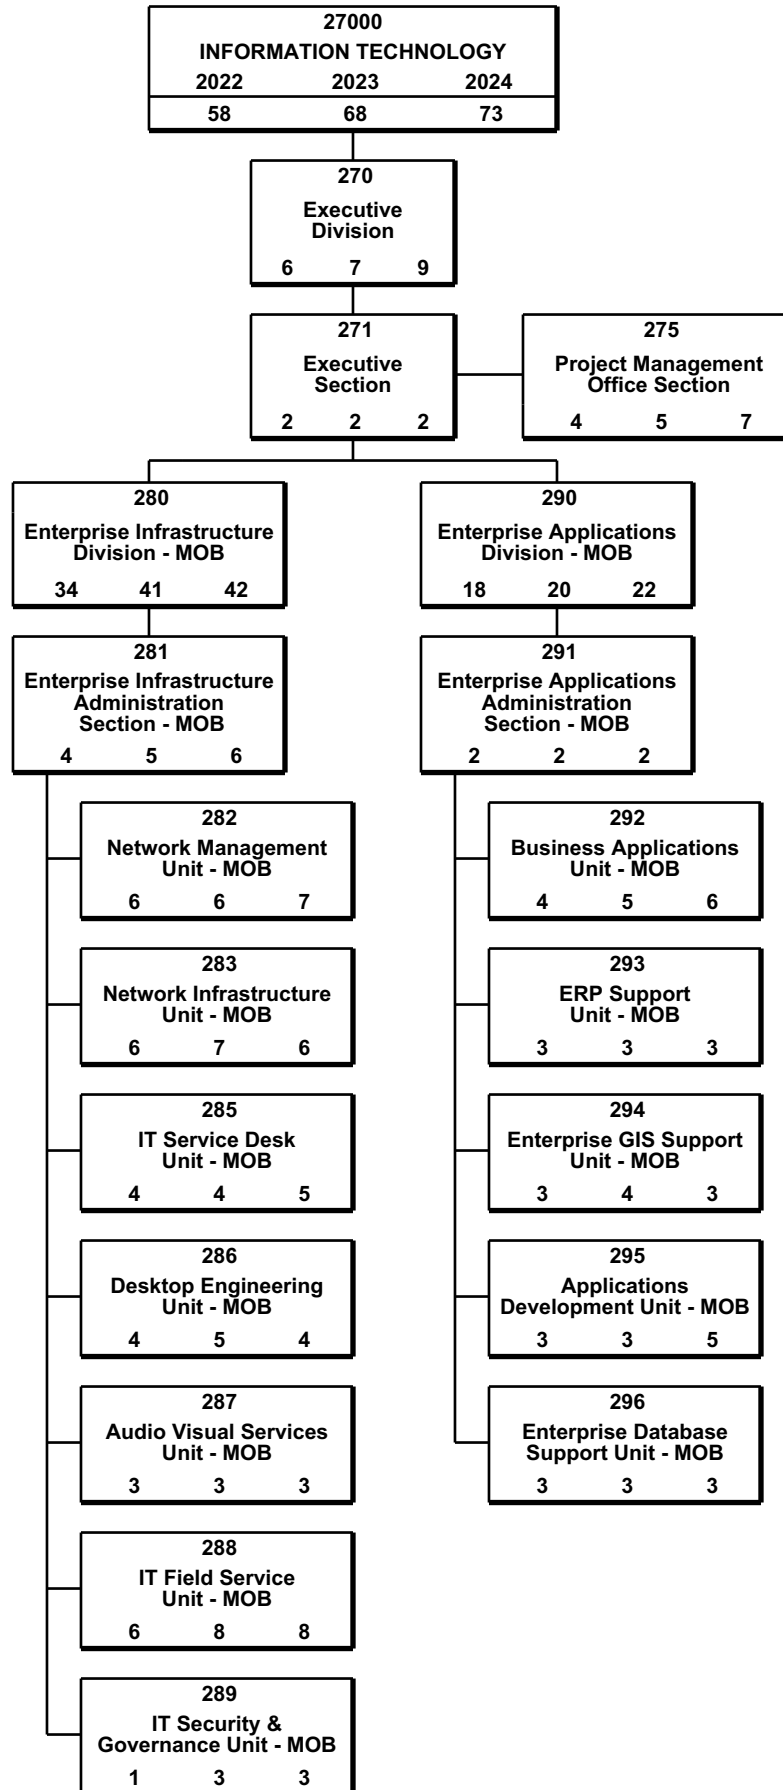 27000
INFORMATION TECHNOLOGY
2022 2023 2024
58 68 73
270
Executive
Division
6 7 9
271
Executive
Section
2 2 2
275
Project Management
Office Section
4 5 7
280
Enterprise Infrastructure
Division - MOB
34 41 42
290
Enterprise Applications
Division - MOB
18 20 22
281
Enterprise Infrastructure
Administration
Section - MOB
4 5 6
291
Enterprise Applications
Administration
Section - MOB
2 2 2
282
Network Management
Unit - MOB
6 6 7
292
Business Applications
Unit - MOB
4 5 6
283
Network Infrastructure
Unit - MOB
6 7 6
293
ERP Support
Unit - MOB
3 3 3
285
IT Service Desk
Unit - MOB
4 4 5
294
Enterprise GIS Support
Unit - MOB
3 4 3
286
Desktop Engineering
Unit - MOB
4 5 4
295
Applications
Development Unit - MOB
3 3 5
287
Audio Visual Services
Unit - MOB
3 3 3
296
Enterprise Database
Support Unit - MOB
3 3 3
288
IT Field Service
Unit - MOB
6 8 8
289
IT Security &
Governance Unit - MOB
1 3 3